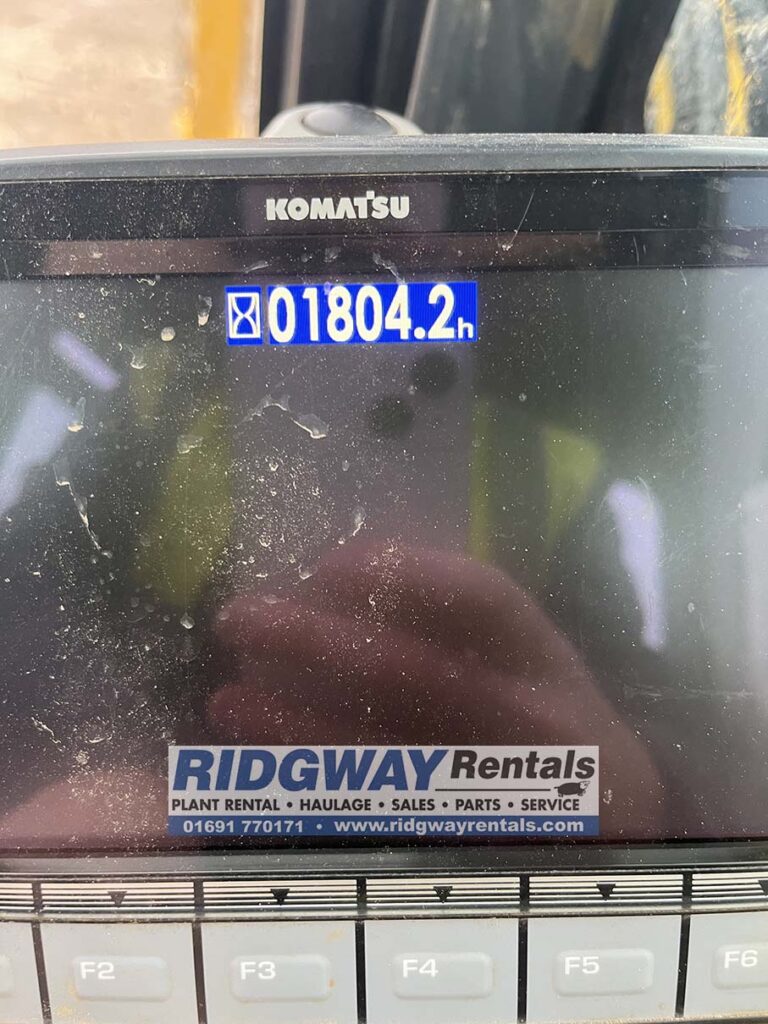 KOMATSU
01804.2h
RIDGWAY Rentals
PLANT RENTAL • HAULAGE • SALES • PARTS • SERVICE
01691 770171 • www.ridgwayrentals.com
F2 F3 F4 F5 F6